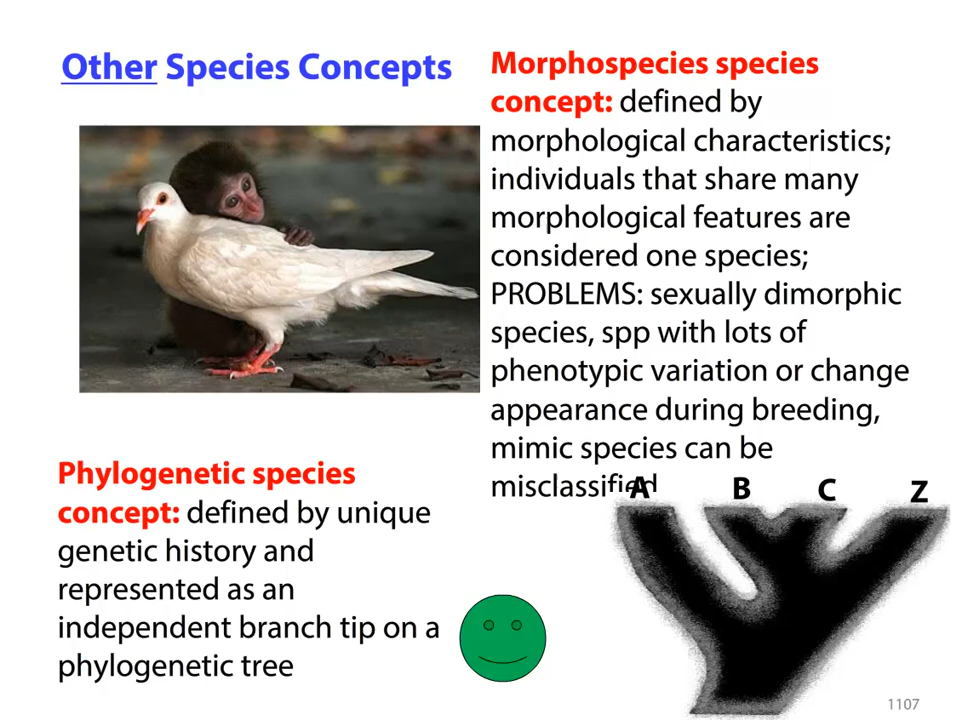 Other Species Concepts
Morphospecies species
concept: defined by
morphological characteristics;
individuals that share many
morphological features are
considered one species;
PROBLEMS: sexually dimorphic
species, spp with lots of
phenotypic variation or change
appearance during breeding,
mimic species can be
misclassified
Phylogenetic species
concept: defined by unique
genetic history and
represented as an
independent branch tip on a
phylogenetic tree
A B C Z
1107